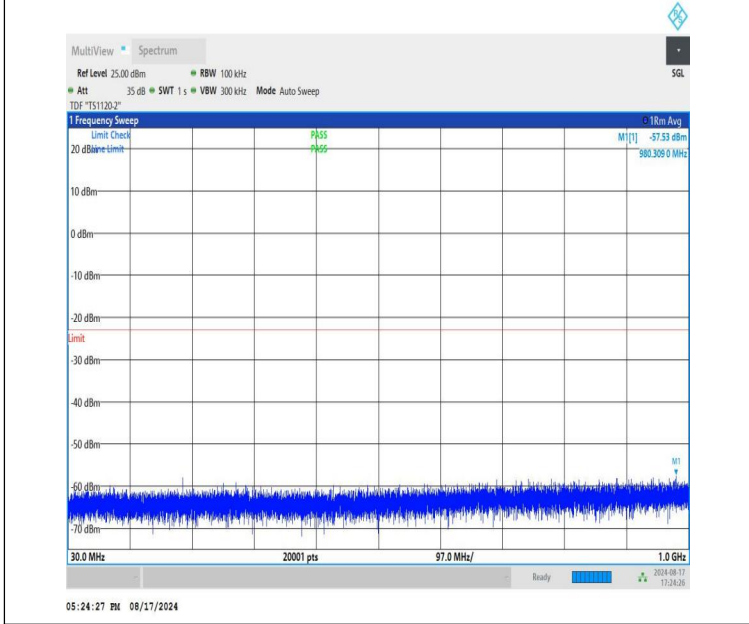 MultiView Spectrum
Ref Level 25.00 dBm RBW 100 kHz SGL
Att 35 dB SWT 1 s VBW 300 kHz Mode Auto Sweep
TDF "TS1120-2"
1 Frequency Sweep 1Rm Avg
Limit Check PASS M1[1] -57.53 dBm
20 dBm Line Limit PASS 980.309 0 MHz
10 dBm
0 dBm
-10 dBm
-20 dBm
Limit
-30 dBm
-40 dBm
-50 dBm
M1
-60 dBm
-70 dBm
30.0 MHz 20001 pts 97.0 MHz/ 1.0 GHz
Ready 2024-08-17
17:24:26
05:24:27 PM 08/17/2024